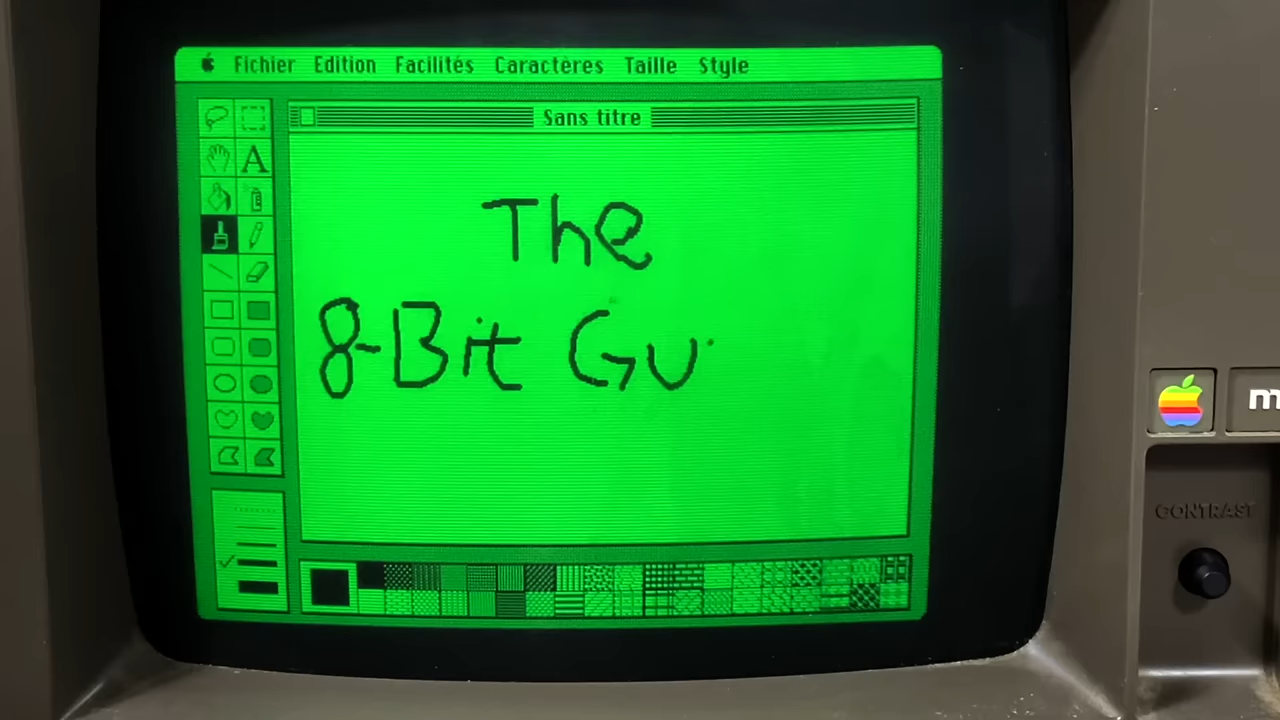 Fichier Edition Facilités Caractères Taille Style
Sans titre
A
The
8-Bit Gu
CONTRAST